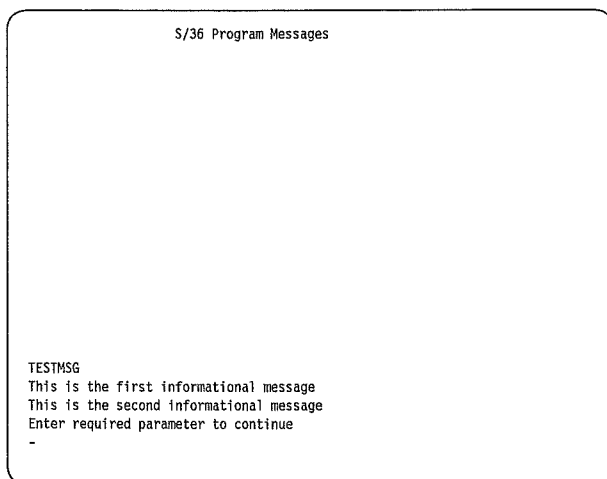 S/36 Program Messages
TESTMSG
This is the first informational message
This is the second informational message
Enter required parameter to continue
-